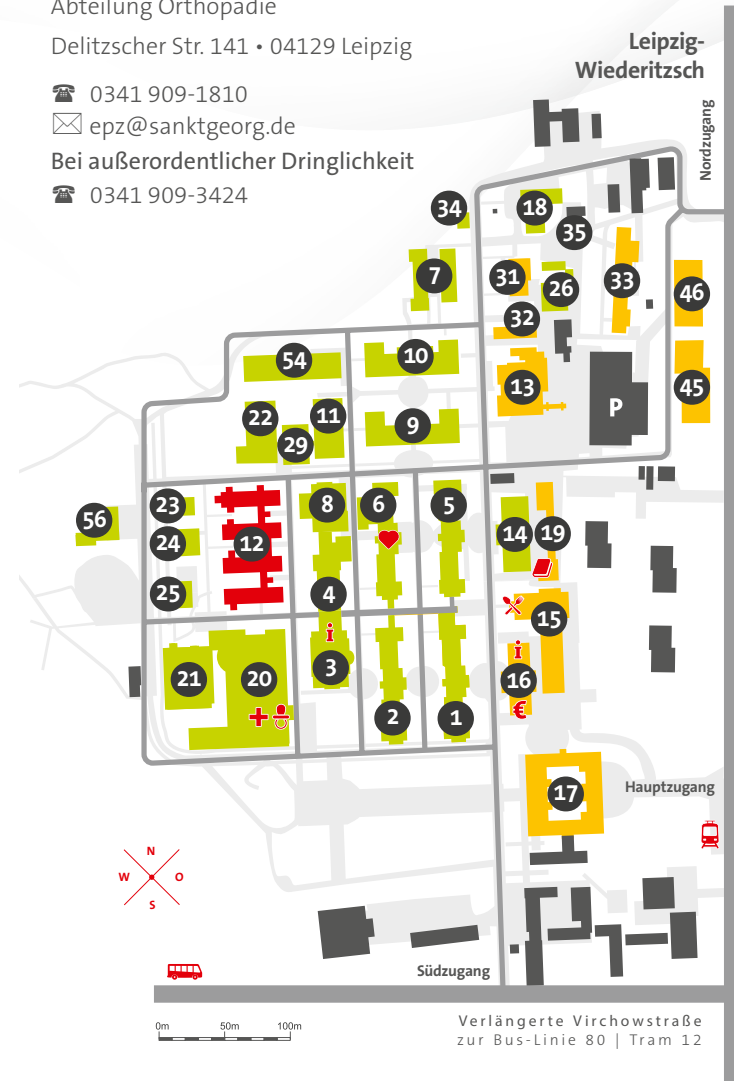 Abteilung Orthopädie
Delitzscher Str. 141 • 04129 Leipzig
☎ 0341 909-1810
epz@sanktgeorg.de
Bei außerordentlicher Dringlichkeit
☎ 0341 909-3424
Leipzig-
Wiederitzsch
Nordzugang
34
18
35
7
31
26
33
46
32
54
10
13
45
P
22
11
9
29
56
23
8
6
5
24
12
14
19
25
4
15
i
i
21
20
3
16
€
2
1
17
Hauptzugang
N
W
O
S
Südzugang
0m
50m
100m
Verlängerte Virchowstraße
zur Bus-Linie 80 | Tram 12